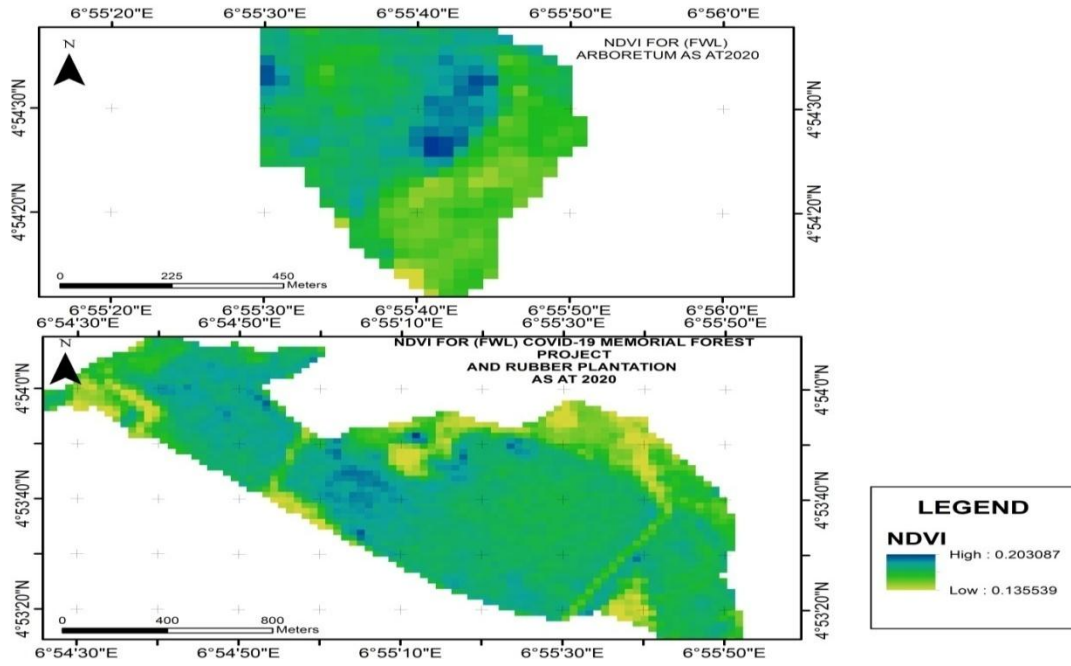 6°55'20"E 6°55'30"E 6°55'40"E 6°55'50"E 6°56'0"E
N
NDVI FOR (FWL)
ARBORETUM AS AT2020
4°54'30"N
4°54'30"N
4°54'20"N
4°54'20"N
0 225 450
Meters
6°55'20"E 6°55'30"E 6°55'40"E 6°55'50"E 6°56'0"E
6°54'30"E 6°54'50"E 6°55'10"E 6°55'30"E 6°55'50"E
N
NDVI FOR (FWL) COVID-19 MEMORIAL FOREST
PROJECT
AND RUBBER PLANTATION
AS AT 2020
4°54'0"N
4°54'0"N
4°53'40"N
4°53'40"N
4°53'20"N
4°53'20"N
0 400 800
Meters
6°54'30"E 6°54'50"E 6°55'10"E 6°55'30"E 6°55'50"E
LEGEND
NDVI
High : 0.203087
Low : 0.135539